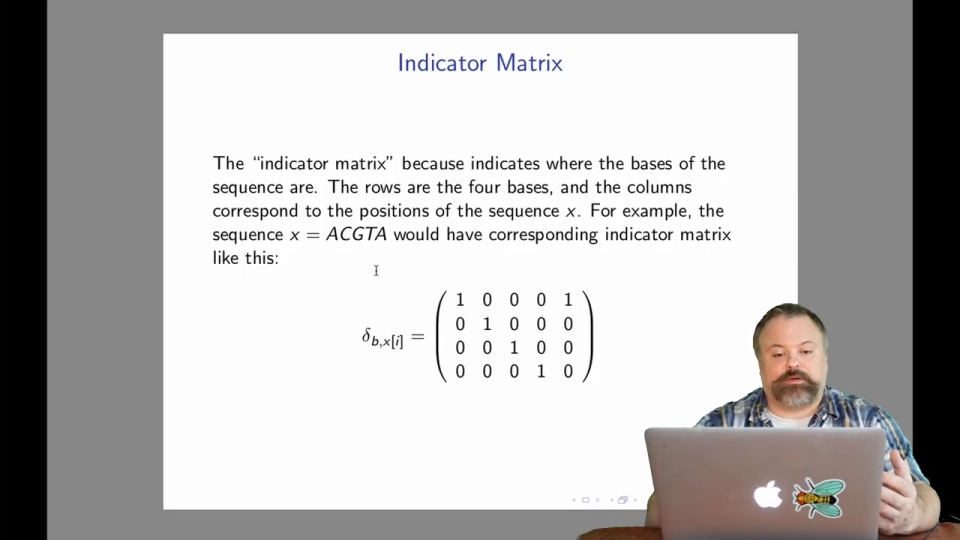 Indicator Matrix
The “indicator matrix” because indicates where the bases of the
sequence are. The rows are the four bases, and the columns
correspond to the positions of the sequence x. For example, the
sequence x = ACGTA would have corresponding indicator matrix
like this:
δb,x[i] =
1 0 0 0 1
0 1 0 0 0
0 0 1 0 0
0 0 0 1 0